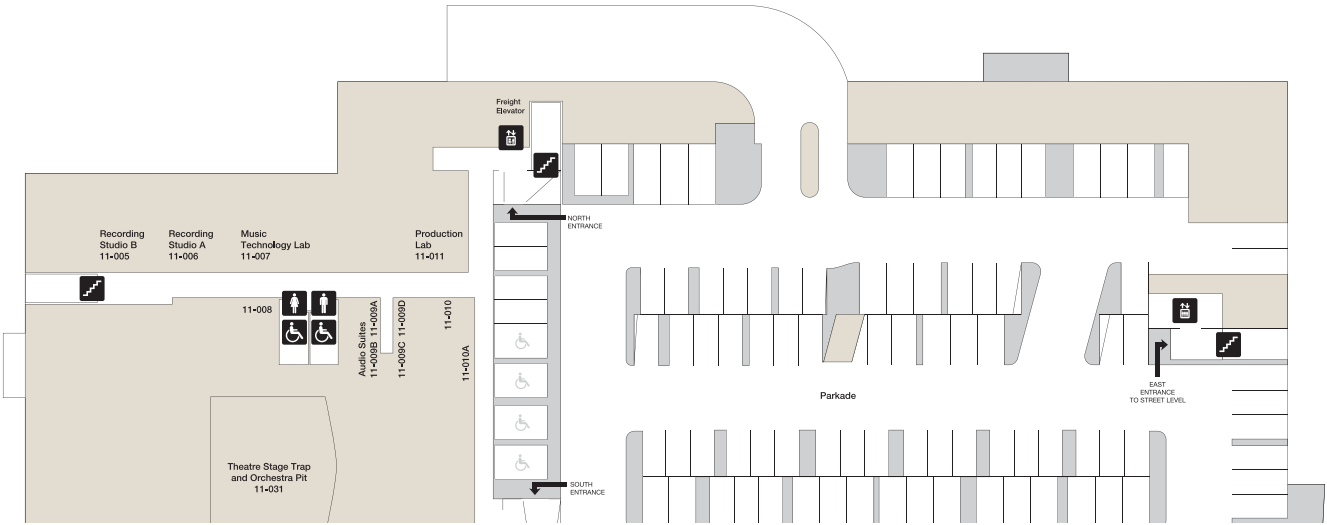 Freight
Elevator
NORTH
ENTRANCE
Recording
Studio B
11-005
Recording
Studio A
11-006
Music
Technology Lab
11-007
Production
Lab
11-011
11-008
Audio Suites
11-009B 11-009A
11-009C 11-009D
11-010
11-010A
Parkade
EAST
ENTRANCE
TO STREET LEVEL
Theatre Stage Trap
and Orchestra Pit
11-031
SOUTH
ENTRANCE